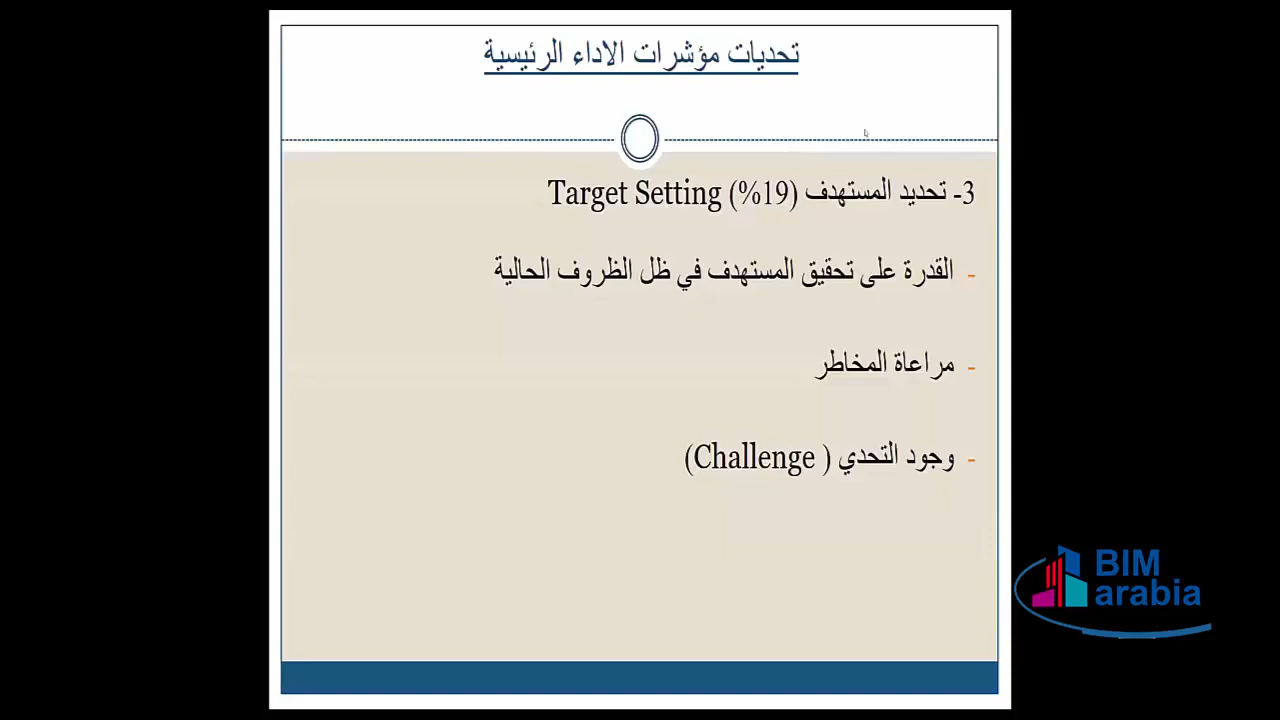 تحديات مؤشرات الاداء الرئيسية
3- تحديد المستهدف (19%) Target Setting
- القدرة على تحقيق المستهدف في ظل الظروف الحالية
- مراعاة المخاطر
- وجود التحدي ( Challenge)
BIM
arabia